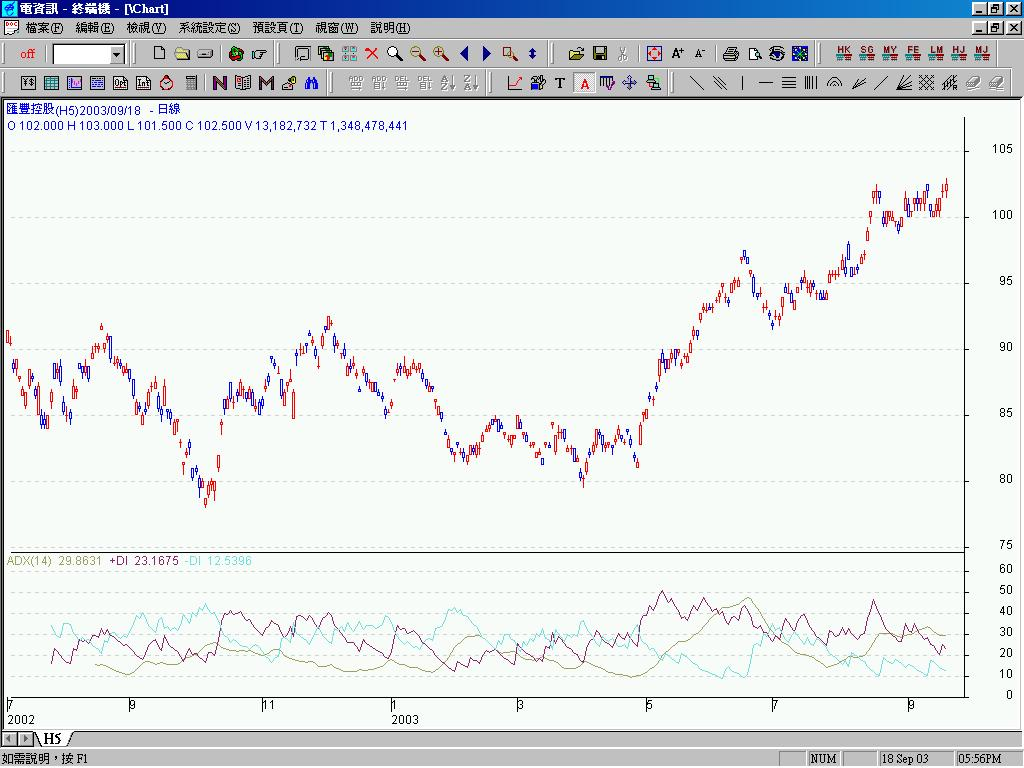 電資訊 - 終端機 - [\Chart]
檔案(F) 編輯(E) 檢視(V) 系統設定(S) 預設頁(T) 視窗(W) 說明(H)
off
HK SG MY FE LM HJ MJ
匯豐控股(H5)2003/09/18 - 日線
O 102.000 H 103.000 L 101.500 C 102.500 V 13,182,732 T 1,348,478,441
105
100
95
90
85
80
75
ADX(14) 29.8631 +DI 23.1675 -DI 12.5396
60
50
40
30
20
10
0
7 9 11 1 3 5 7 9
2002 2003
H5
如需說明，按 F1 NUM 18 Sep 03 05:56PM